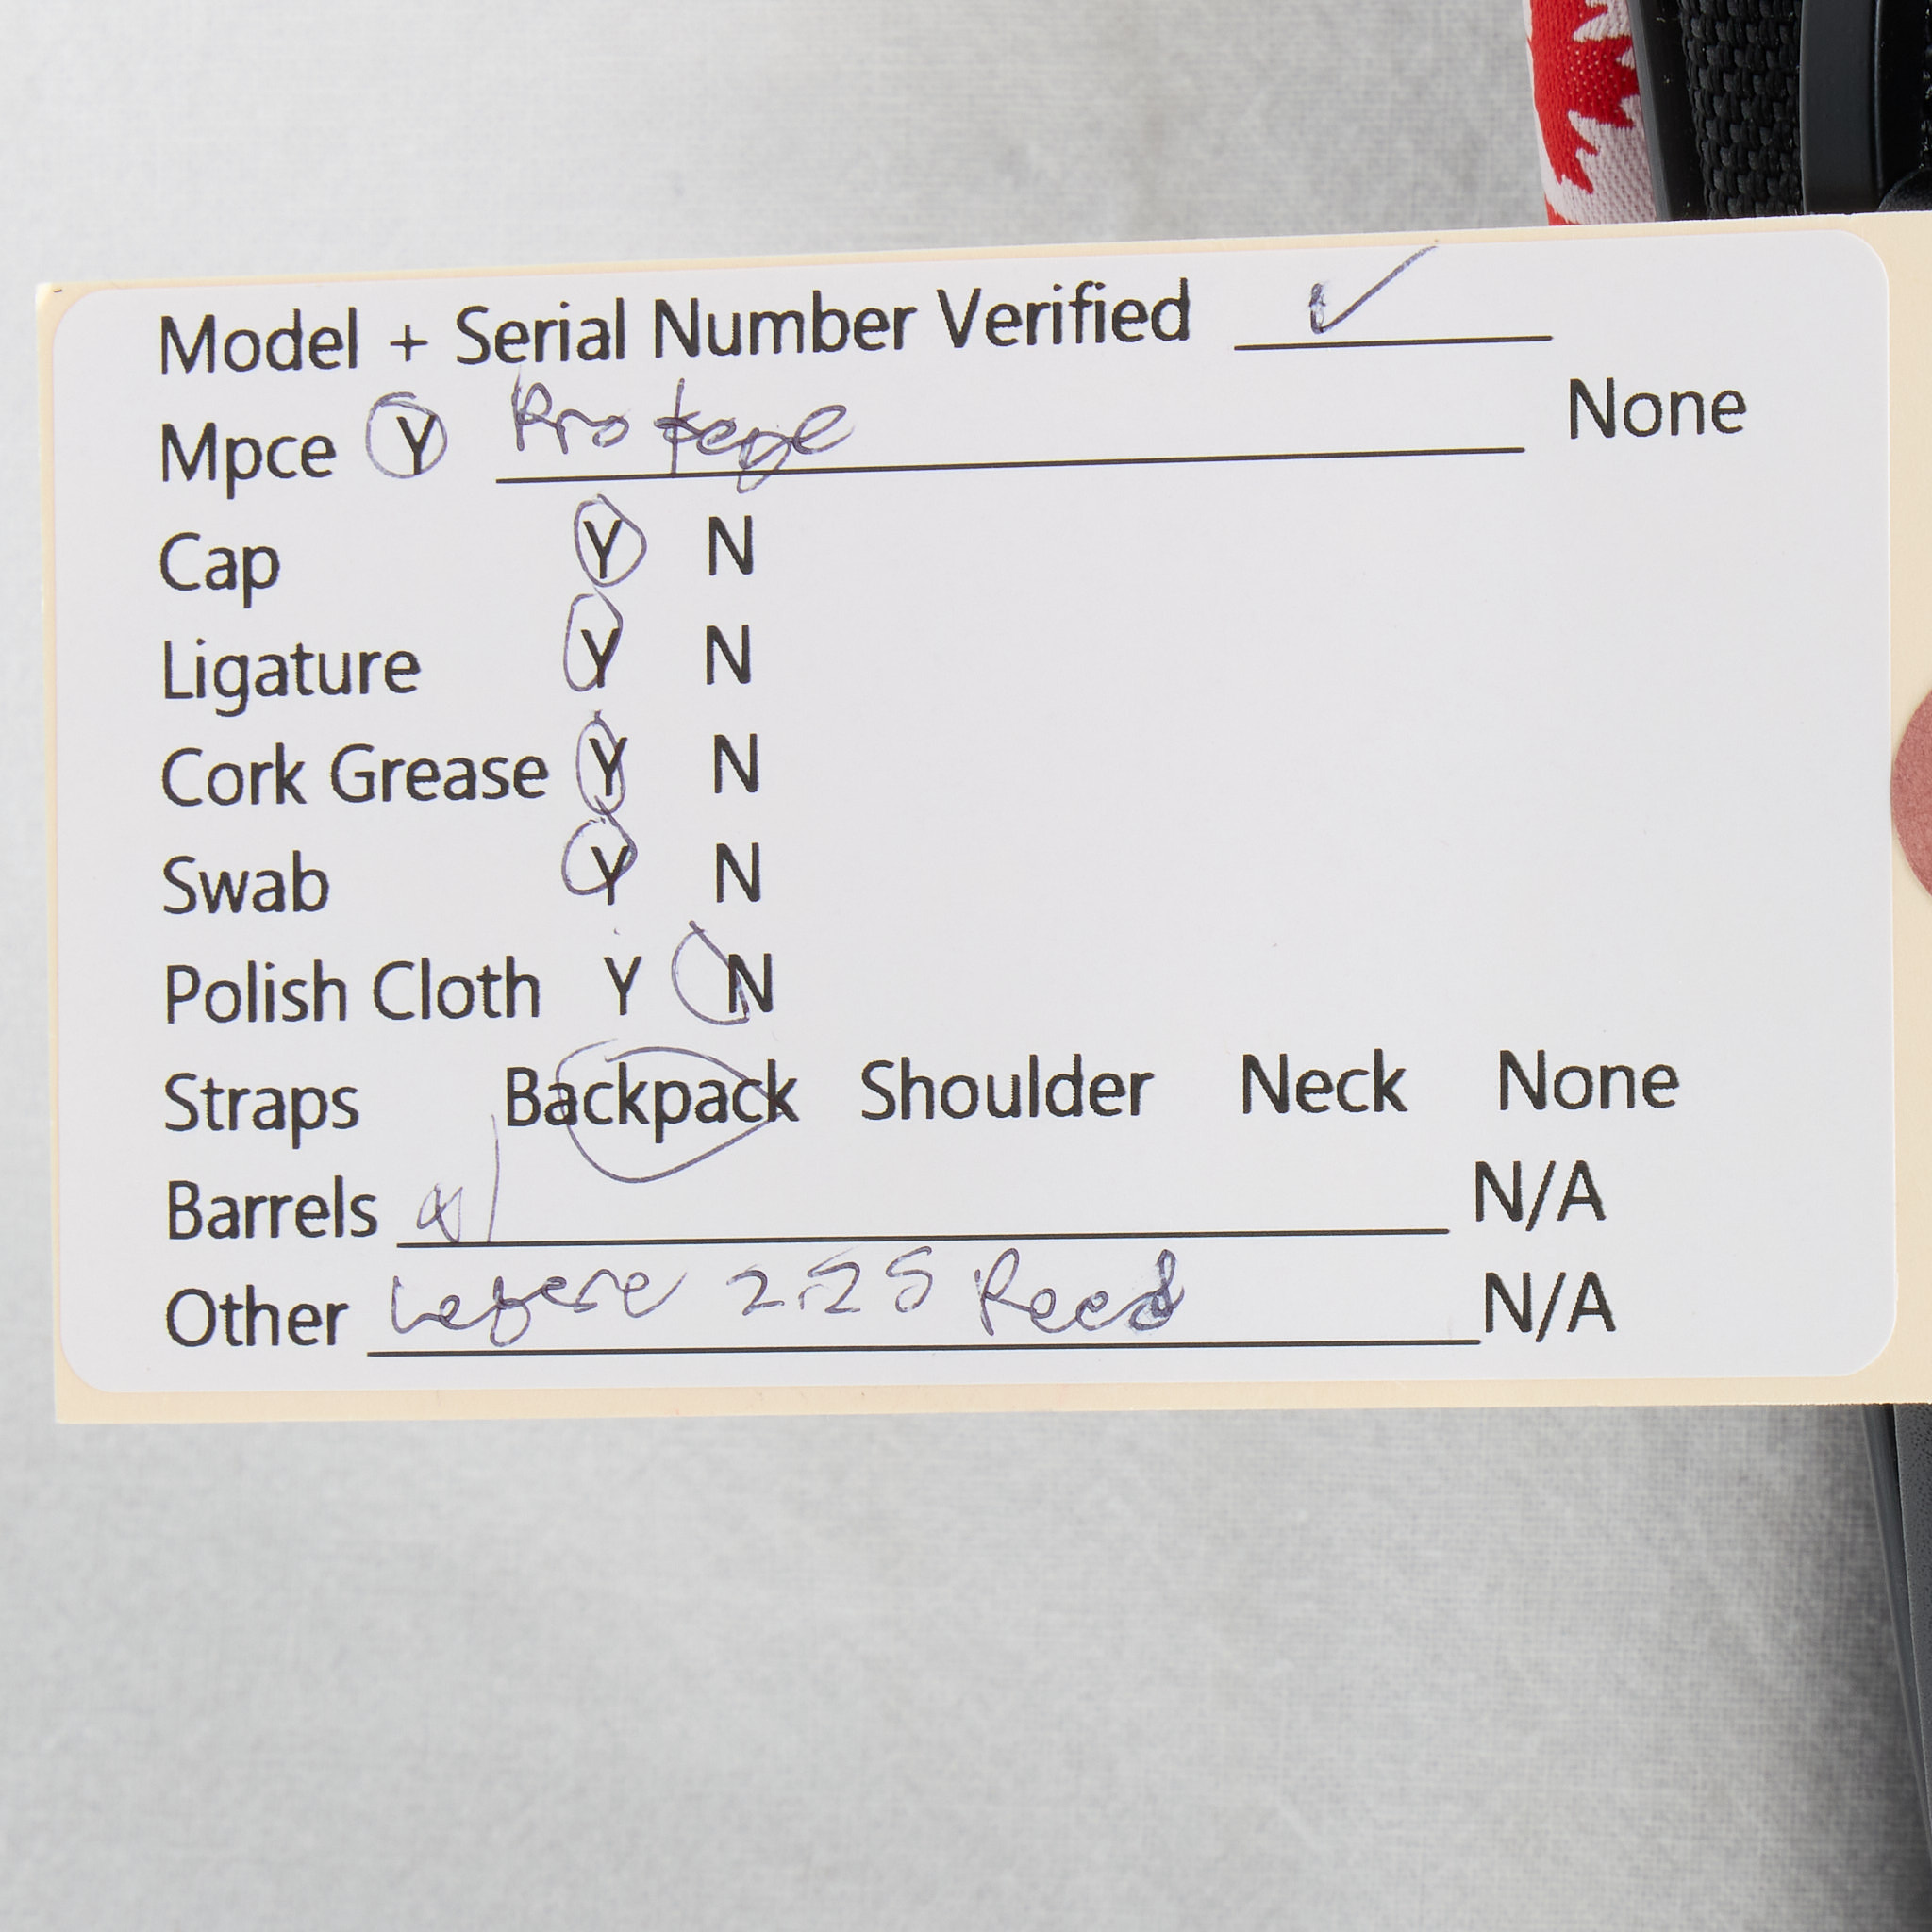 Model + Serial Number Verified ✓
Mpce Y Protege None
Cap Y N
Ligature Y N
Cork Grease Y N
Swab Y N
Polish Cloth Y N
Straps Backpack Shoulder Neck None
Barrels N/A
Other Legere 2.25 Reed N/A